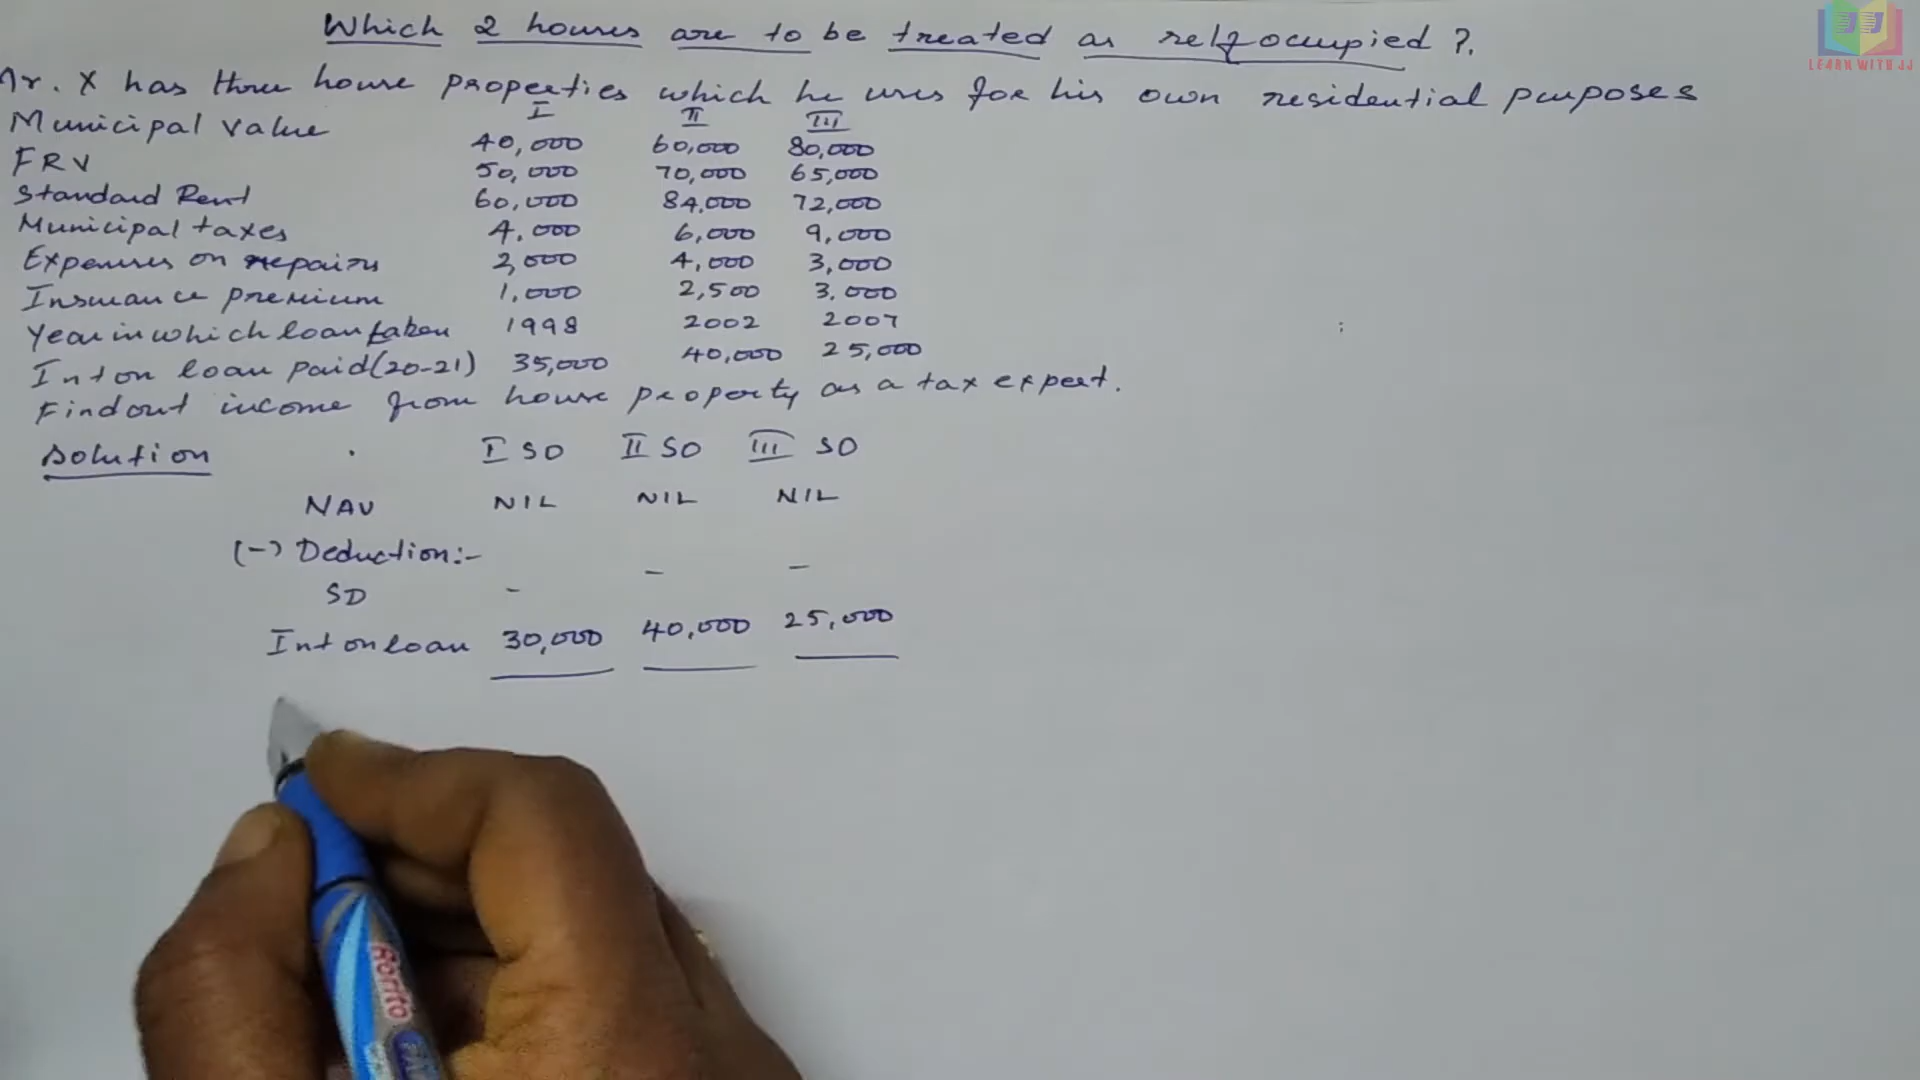 Which 2 houses are to be treated as self occupied ?.
LEARN WITH JJ
Mr. X has three house properties which he uses for his own residential purposes
I II III
Municipal value 40,000 60,000 80,000
FRV 50,000 70,000 65,000
Standard Rent 60,000 84,000 72,000
Municipal taxes 4,000 6,000 9,000
Expenses on repairs 2,000 4,000 3,000
Insurance premium 1,000 2,500 3,000
Year in which loan taken 1998 2002 2007
Int on loan paid (20-21) 35,000 40,000 25,000
Find out income from house property as a tax expert.
Solution I SO II SO III SO
NAV NIL NIL NIL
(-) Deduction:-
SD - - -
Int on loan 30,000 40,000 25,000
Rorito